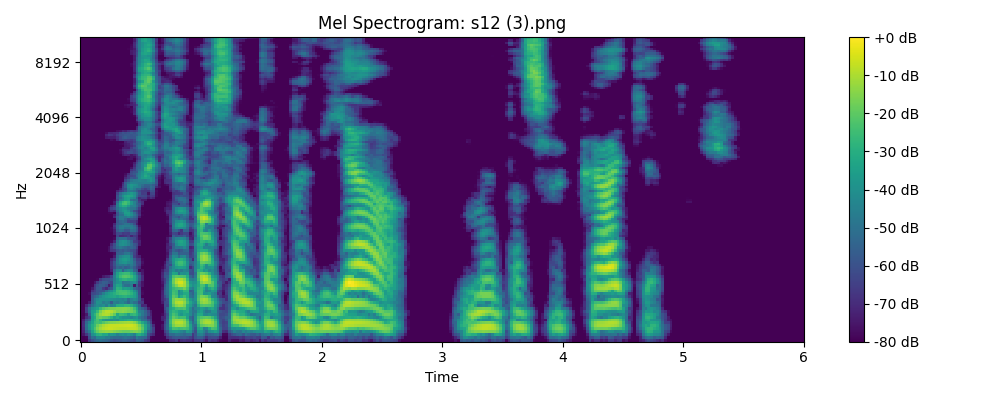 Mel Spectrogram: s12 (3).png
Hz
8192
4096
2048
1024
512
0
0 1 2 3 4 5 6
Time
+0 dB
-10 dB
-20 dB
-30 dB
-40 dB
-50 dB
-60 dB
-70 dB
-80 dB